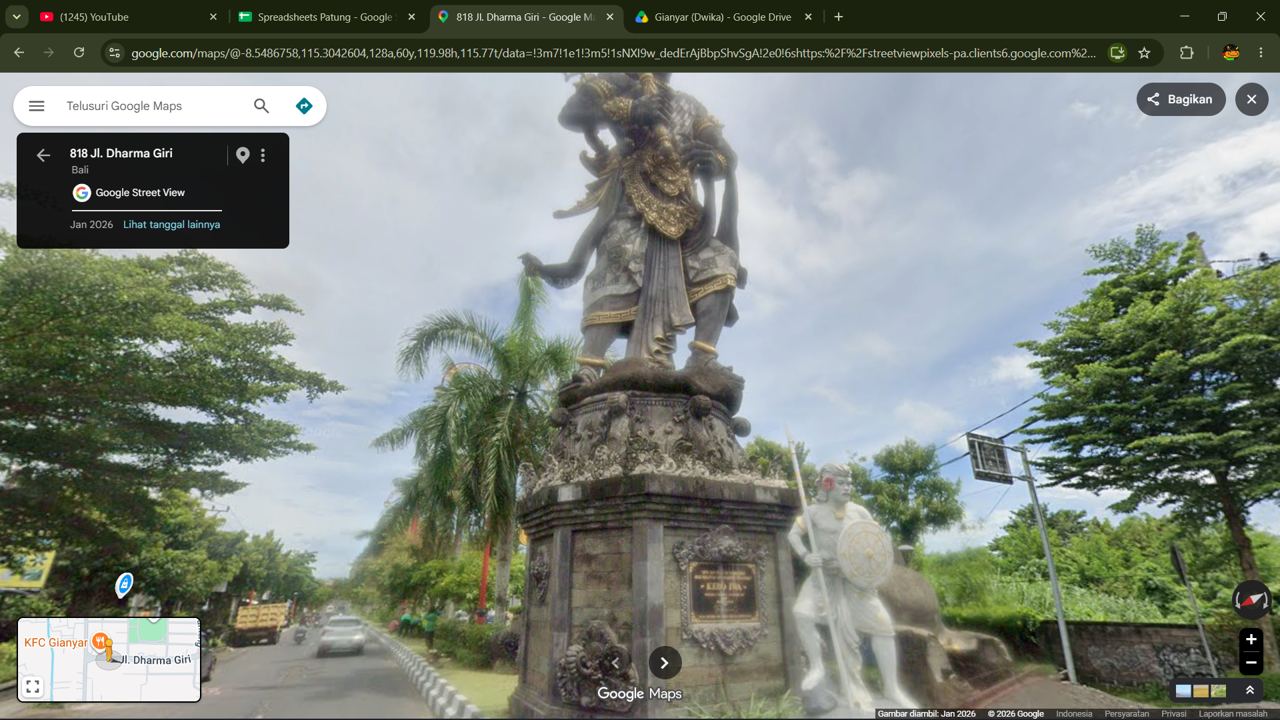 (1245) YouTube
Spreadsheets Patung - Google S
818 Jl. Dharma Giri - Google Ma
Gianyar (Dwika) - Google Drive
google.com/maps/@-8.5486758,115.3042604,128a,60y,119.98h,115.77t/data=!3m7!1e1!3m5!1sNXI9w_dedErAjBbpShvSgA!2e0!6shttps:%2F%2Fstreetviewpixels-pa.clients6.google.com%2...
Telusuri Google Maps
Bagikan
818 Jl. Dharma Giri
Bali
Google Street View
Jan 2026 Lihat tanggal lainnya
KEBO IWA
KFC Gianyar
Jl. Dharma Giri
Google Maps
Gambar diambil: Jan 2026 © 2026 Google Indonesia Persyaratan Privasi Laporkan masalah